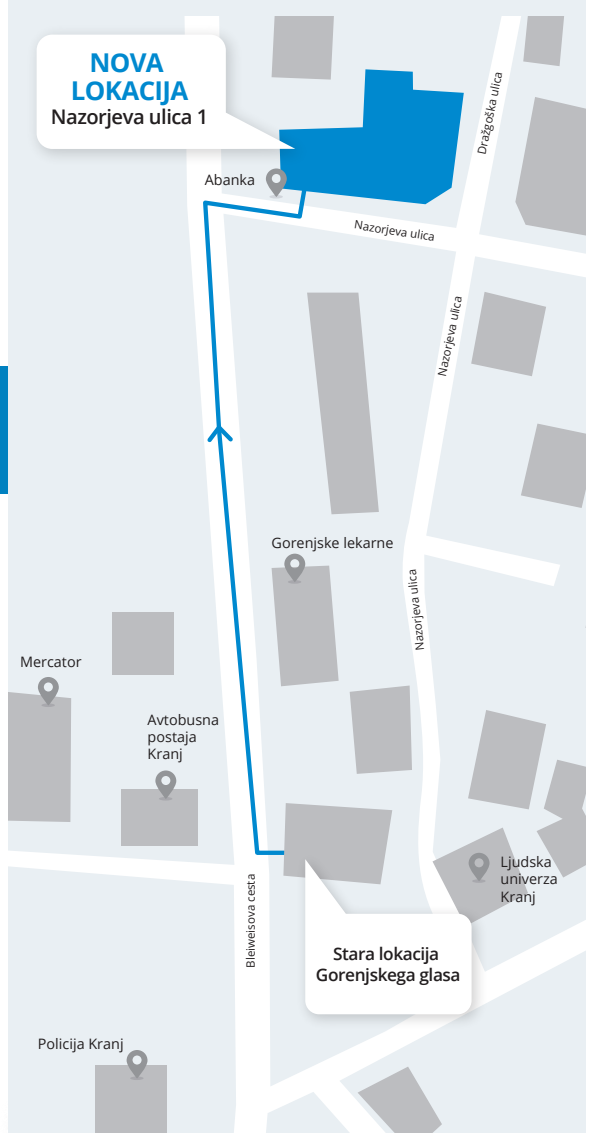 NOVA
LOKACIJA
Nazorjeva ulica 1
Dražgoška ulica
Abanka
Nazorjeva ulica
Nazorjeva ulica
Gorenjske lekarne
Nazorjeva ulica
Mercator
Avtobusna
postaja
Kranj
Ljudska
univerza
Kranj
Bleiweisova cesta
Stara lokacija
Gorenjskega glasa
Policija Kranj